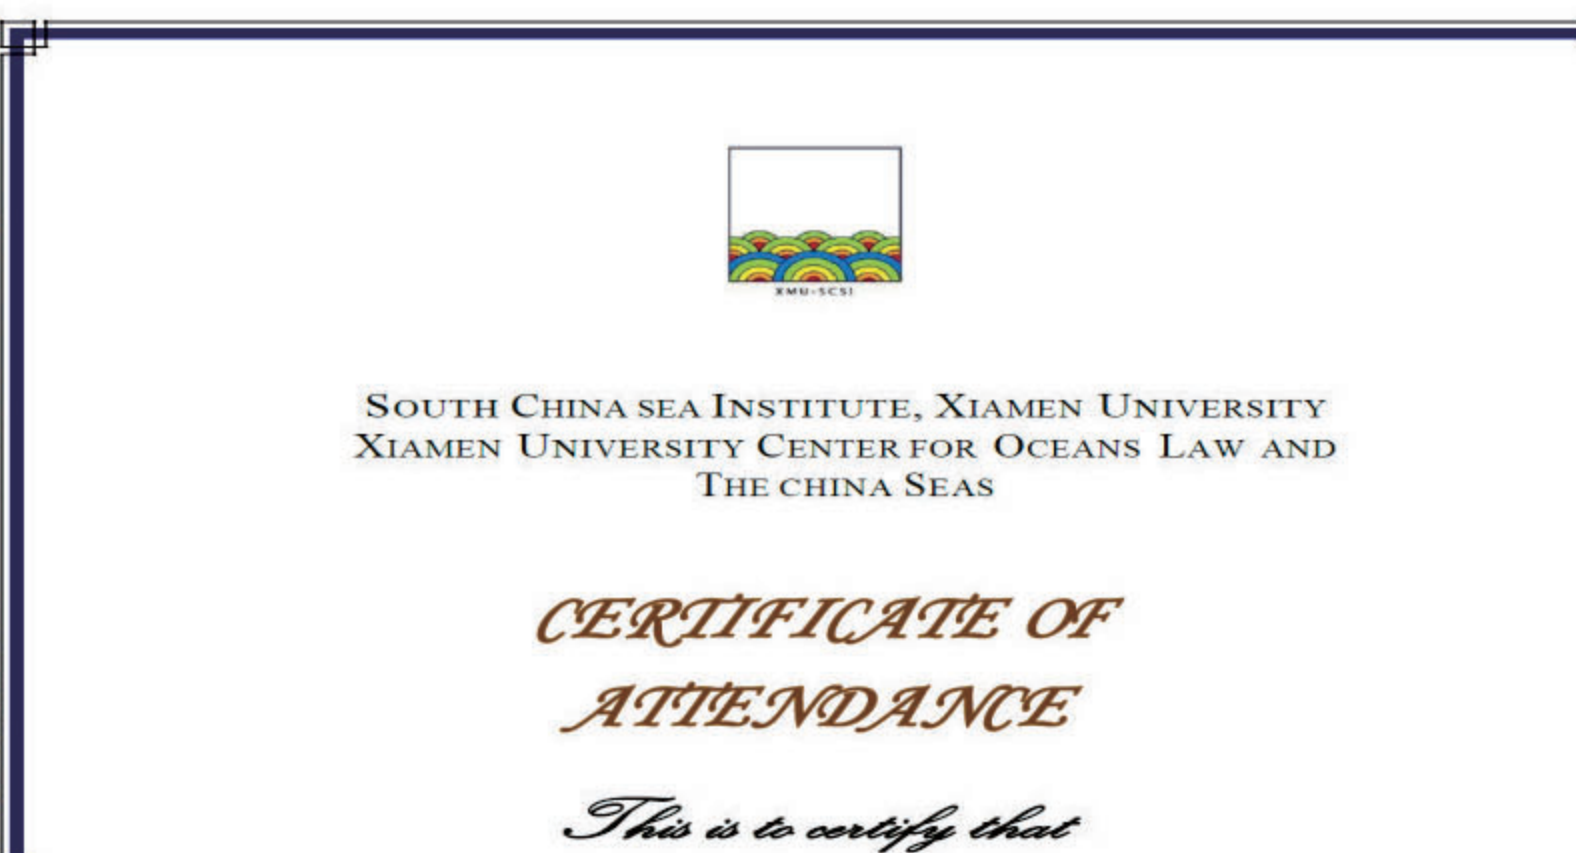 XMU-SCSI
SOUTH CHINA SEA INSTITUTE, XIAMEN UNIVERSITY
XIAMEN UNIVERSITY CENTER FOR OCEANS LAW AND
THE CHINA SEAS
CERTIFICATE OF
ATTENDANCE
This is to certify that